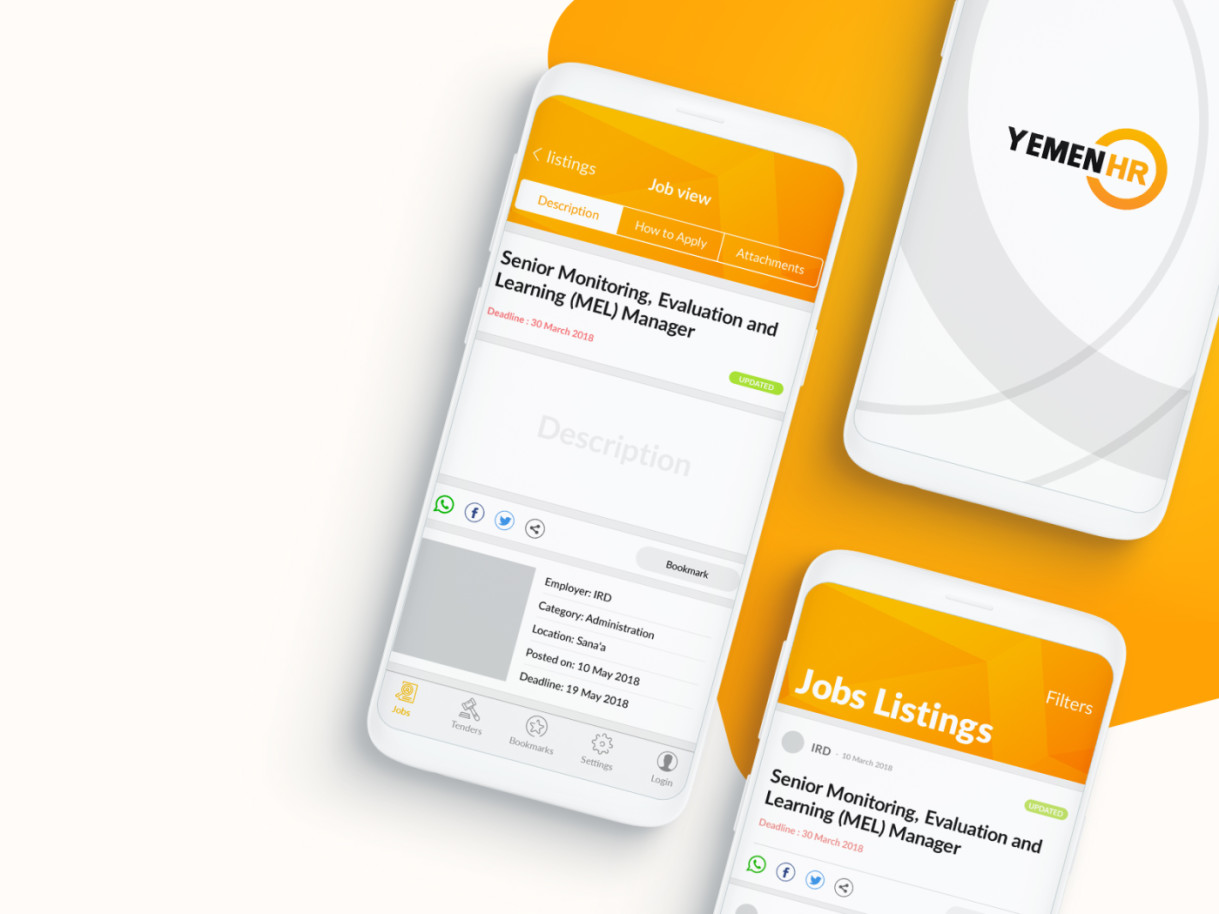 listings
Job view
Description
How to Apply
Attachments
Senior Monitoring, Evaluation and
Learning (MEL) Manager
Deadline : 30 March 2018
UPDATED
Description
Bookmark
Employer: IRD
Category: Administration
Location: Sana'a
Posted on: 10 May 2018
Deadline: 19 May 2018
Jobs
Tenders
Bookmarks
Settings
Login
YEMENHR
Jobs Listings
Filters
IRD - 10 March 2018
UPDATED
Senior Monitoring, Evaluation and
Learning (MEL) Manager
Deadline : 30 March 2018